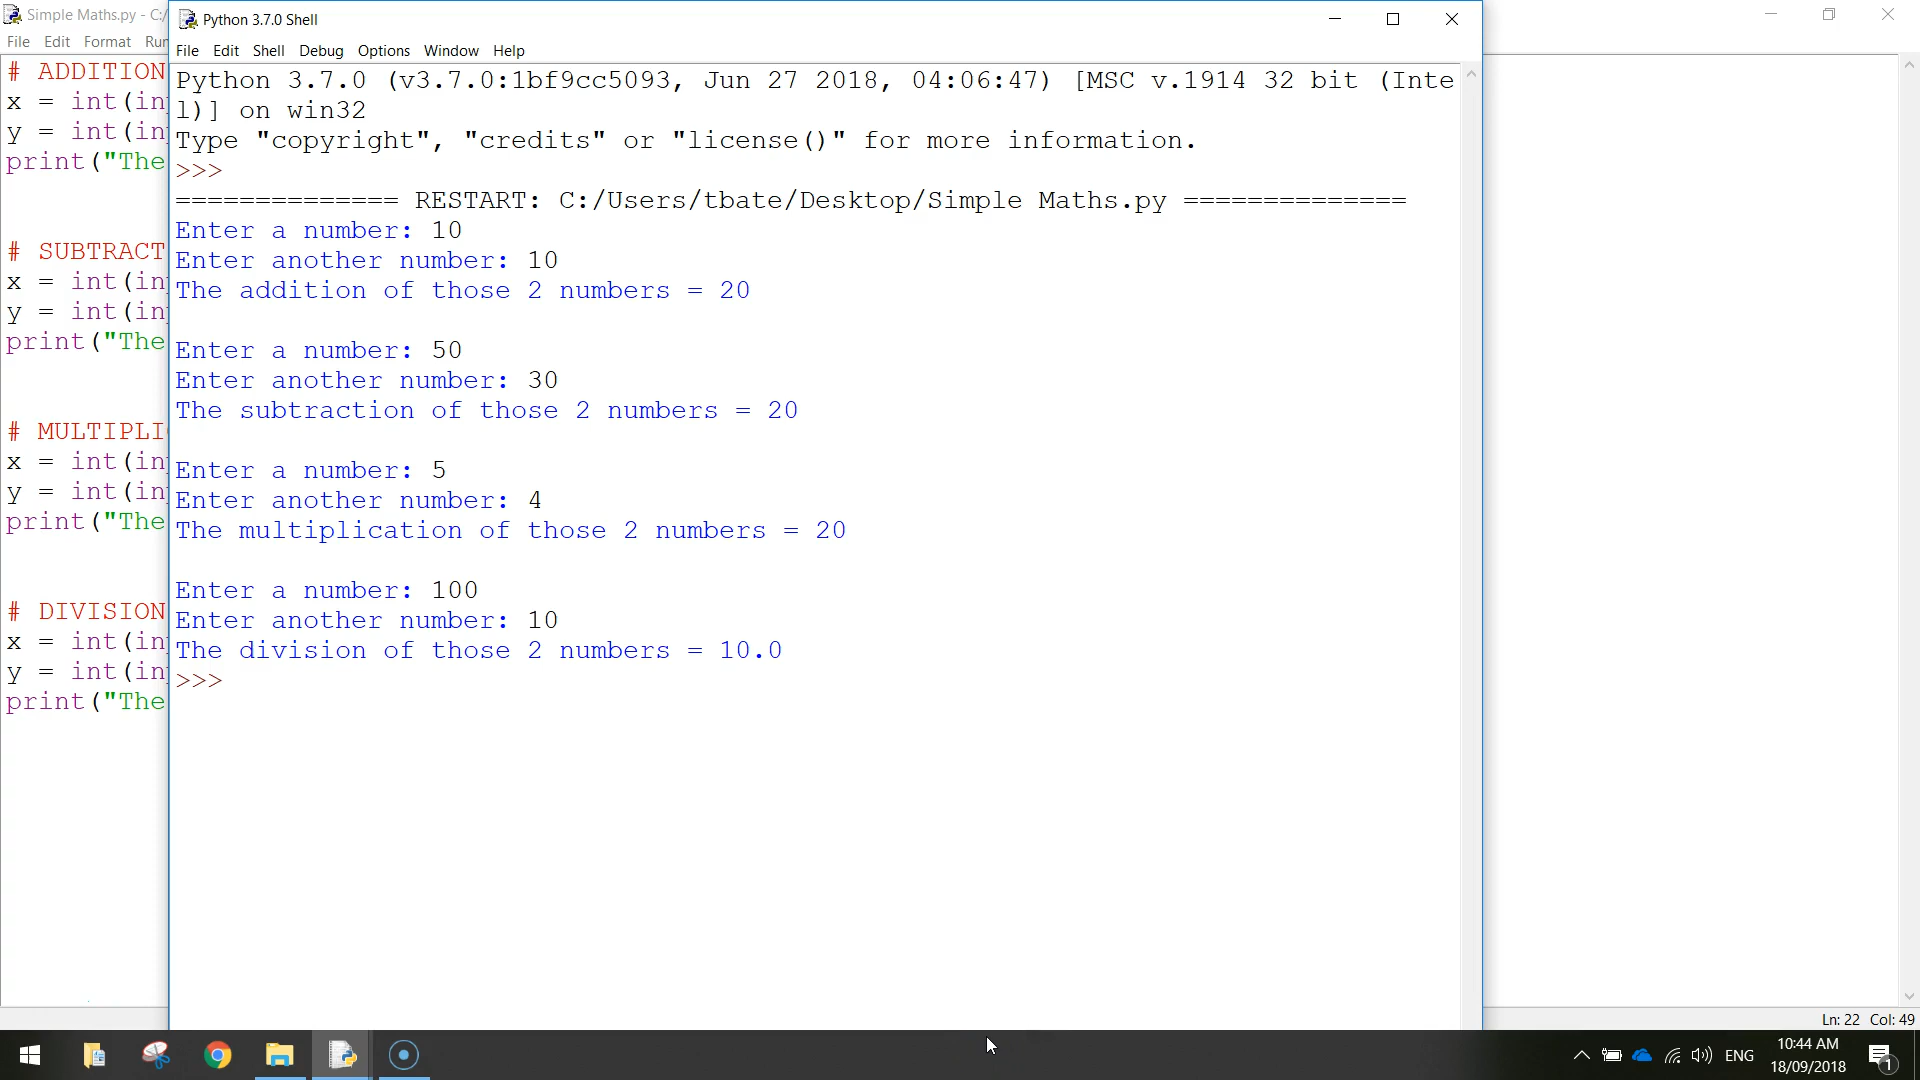 Simple Maths.py - C:/
File Edit Format Run
# ADDITION
x = int(in
y = int(in
print("The
# SUBTRACT
x = int(in
y = int(in
print("The
# MULTIPLI
x = int(in
y = int(in
print("The
# DIVISION
x = int(in
y = int(in
print("The
Python 3.7.0 Shell
File Edit Shell Debug Options Window Help
Python 3.7.0 (v3.7.0:1bf9cc5093, Jun 27 2018, 04:06:47) [MSC v.1914 32 bit (Inte
l)] on win32
Type "copyright", "credits" or "license()" for more information.
>>>
============== RESTART: C:/Users/tbate/Desktop/Simple Maths.py ==============
Enter a number: 10
Enter another number: 10
The addition of those 2 numbers = 20
Enter a number: 50
Enter another number: 30
The subtraction of those 2 numbers = 20
Enter a number: 5
Enter another number: 4
The multiplication of those 2 numbers = 20
Enter a number: 100
Enter another number: 10
The division of those 2 numbers = 10.0
>>>
Ln: 22 Col: 49
ENG
10:44 AM
18/09/2018
1